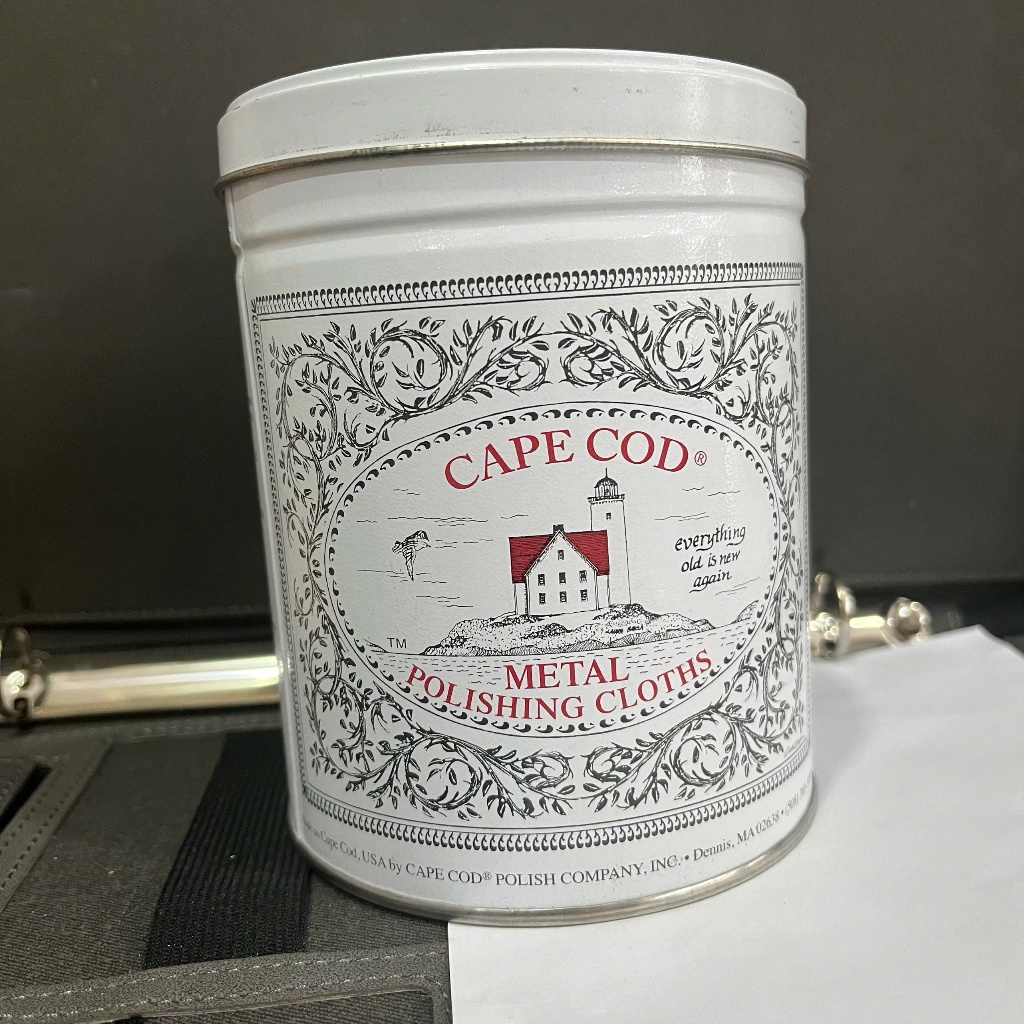 CAPE COD®
everything
old is new
again
TM
METAL
POLISHING CLOTHS
Cape Cod, USA by CAPE COD® POLISH COMPANY, INC. • Dennis, MA 02638 •